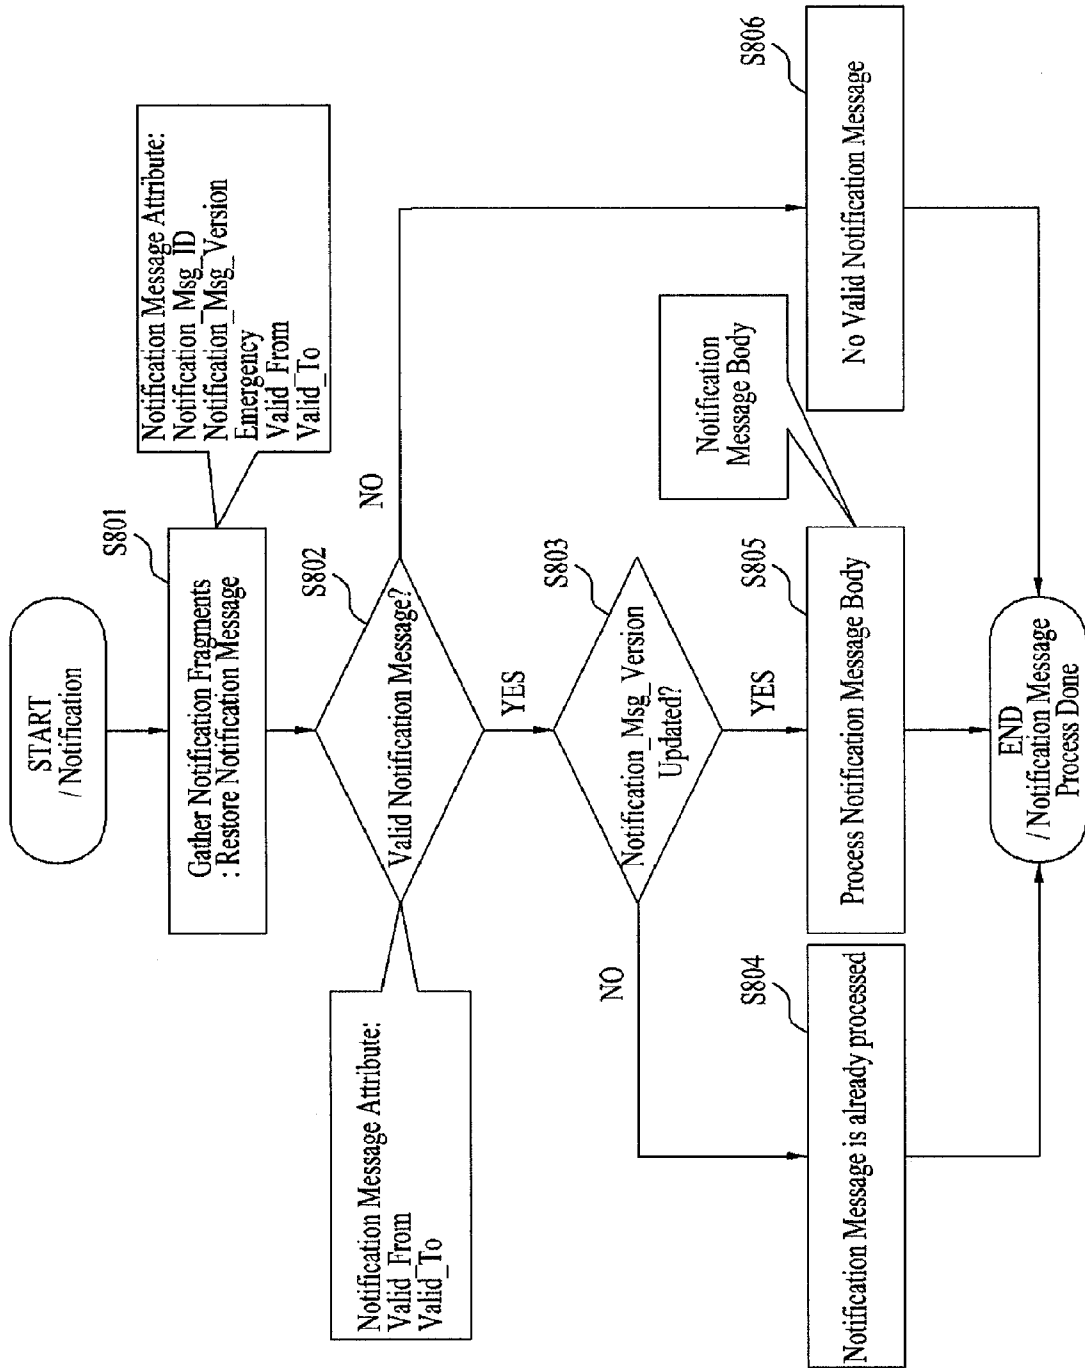 START
/ Notification
S801
Gather Notification Fragments
: Restore Notification Message
Notification Message Attribute:
Notification_Msg_ID
Notification_Msg_Version
Emergency
Valid_From
Valid_To
S802
Valid Notification Message?
Notification Message Attribute:
Valid_From
Valid_To
NO
YES
S803
Notification_Msg_Version
Updated?
NO
YES
S804
Notification Message is already processed
S805
Process Notification Message Body
Notification
Message Body
S806
No Valid Notification Message
END
/ Notification Message
Process Done